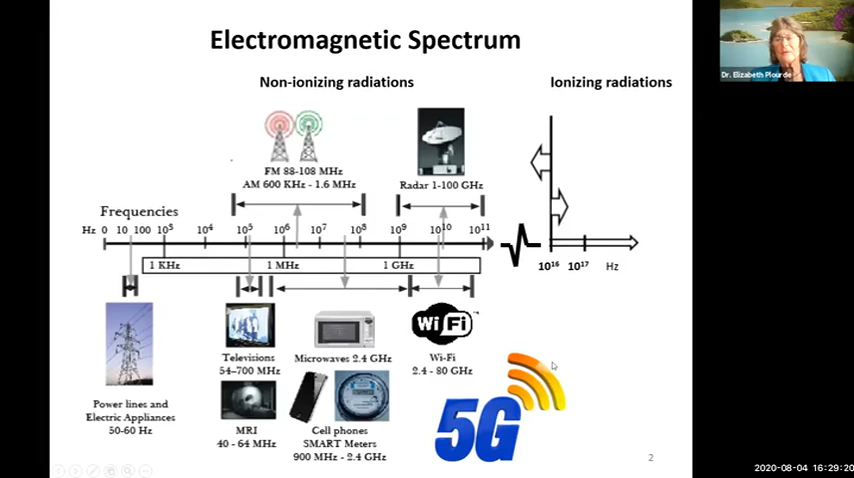 Electromagnetic Spectrum
Non-ionizing radiations
Ionizing radiations
Dr. Elizabeth Plourde
FM 88-108 MHz
AM 600 KHz - 1.6 MHz
Radar 1-100 GHz
Frequencies
Hz 0 10 100 10³ 10⁴ 10⁵ 10⁶ 10⁷ 10⁸ 10⁹ 10¹⁰ 10¹¹
1 KHz 1 MHz 1 GHz
10¹⁶ 10¹⁷ Hz
WiFi
Televisions
54-700 MHz
Microwaves 2.4 GHz
Wi-Fi
2.4 - 80 GHz
Power lines and
Electric Appliances
50-60 Hz
MRI
40 - 64 MHz
Cell phones
SMART Meters
900 MHz - 2.4 GHz
5G
2
2020-08-04 16:29:20